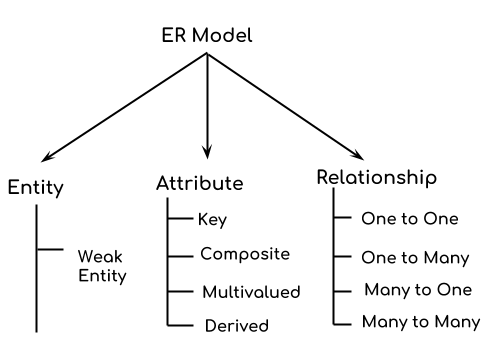 ER Model
Entity
Weak
Entity
Attribute
Key
Composite
Multivalued
Derived
Relationship
One to One
One to Many
Many to One
Many to Many